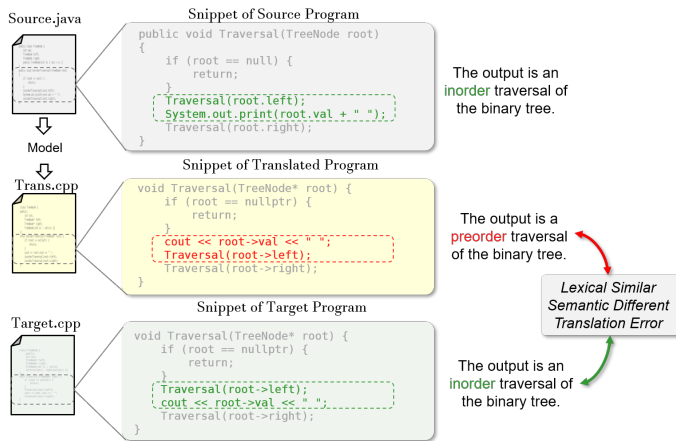 Source.java
Snippet of Source Program
public void Traversal(TreeNode root)
{
    if (root == null) {
        return;
    }
    Traversal(root.left);
    System.out.print(root.val + " ");
    Traversal(root.right);
}
The output is an
inorder traversal of
the binary tree.
Model
Trans.cpp
Snippet of Translated Program
void Traversal(TreeNode* root) {
    if (root == nullptr) {
        return;
    }
    cout << root->val << " ";
    Traversal(root->left);
    Traversal(root->right);
}
The output is a
preorder traversal
of the binary tree.
Lexical Similar
Semantic Different
Translation Error
Target.cpp
Snippet of Target Program
void Traversal(TreeNode* root) {
    if (root == nullptr) {
        return;
    }
    Traversal(root->left);
    cout << root->val << " ";
    Traversal(root->right);
}
The output is an
inorder traversal of
the binary tree.